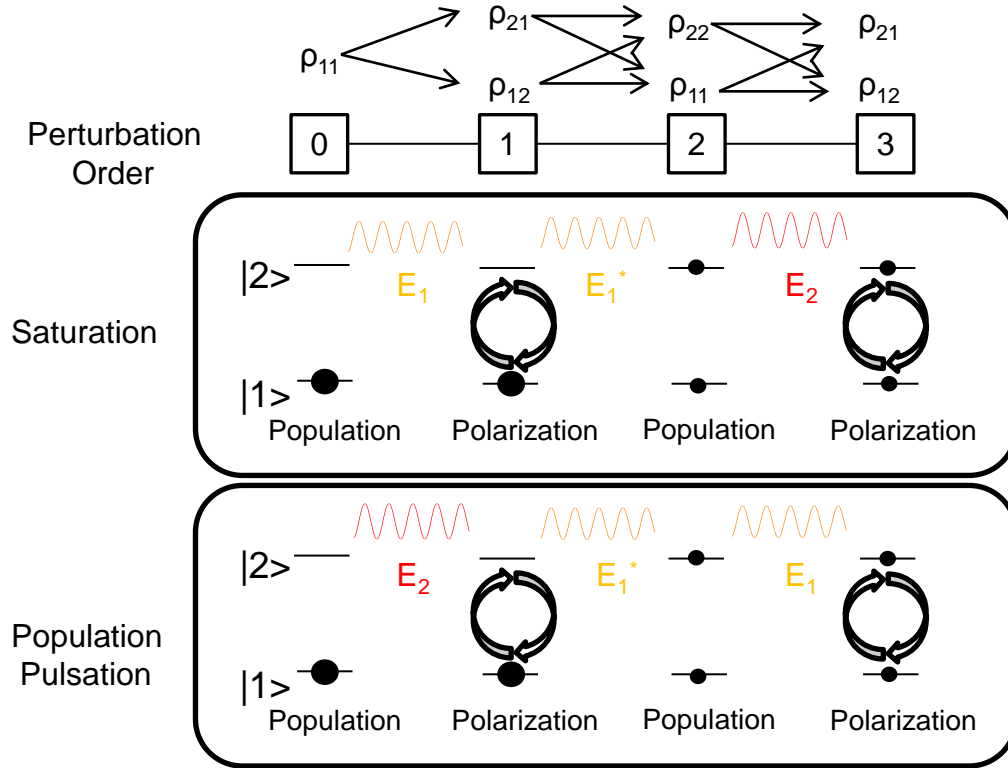 ρ₁₁ ρ₂₁ ρ₂₂ ρ₂₁
ρ₁₂ ρ₁₁ ρ₁₂
Perturbation
Order
0 1 2 3
Saturation
|2>
E₁ E₁* E₂
|1>
Population Polarization Population Polarization
Population
Pulsation
|2>
E₂ E₁* E₁
|1>
Population Polarization Population Polarization